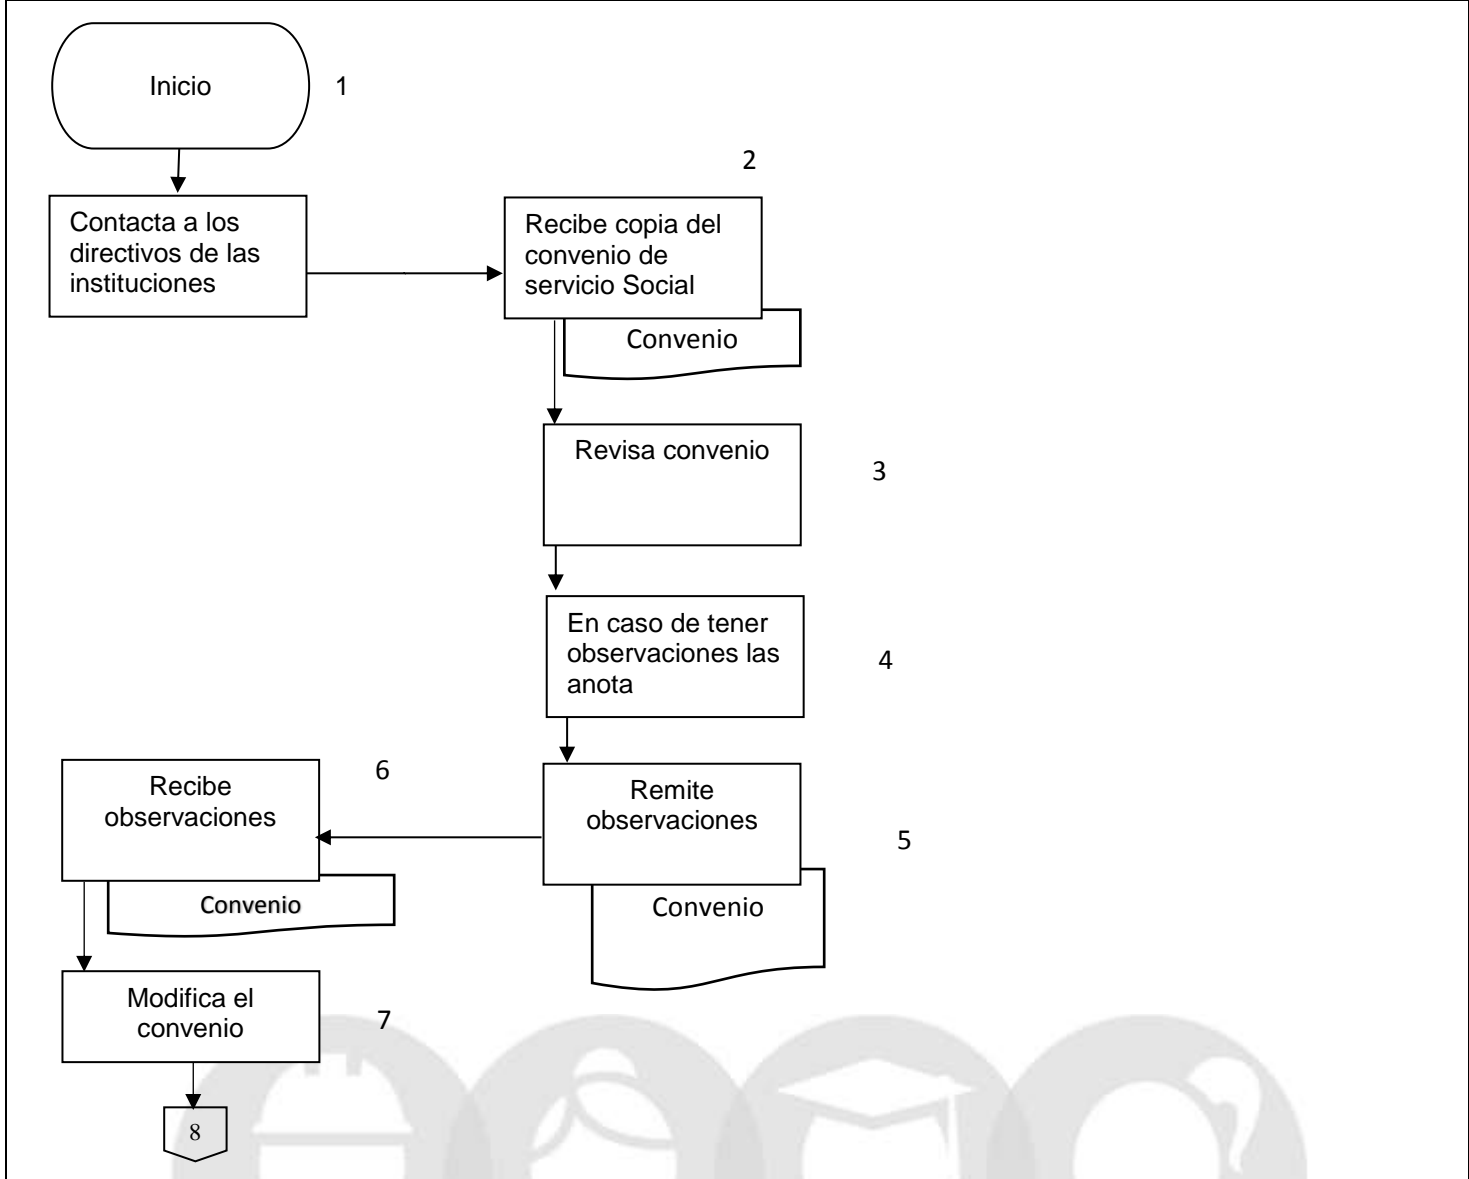 Inicio
1
Contacta a los
directivos de las
instituciones
2
Recibe copia del
convenio de
servicio Social
Convenio
Revisa convenio
3
En caso de tener
observaciones las
anota
4
Remite
observaciones
5
Convenio
6
Recibe
observaciones
Convenio
Modifica el
convenio
7
8